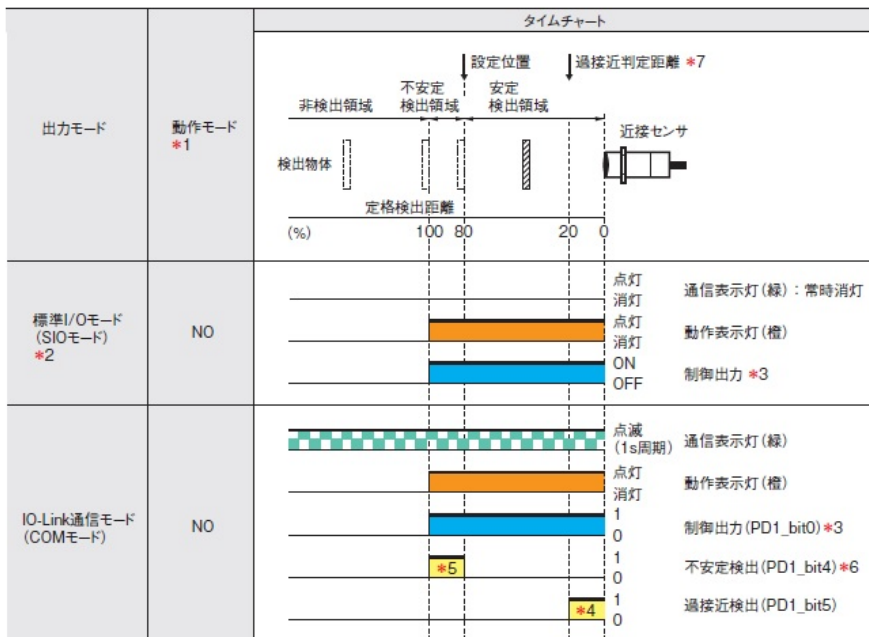 タイムチャート
出力モード
動作モード
*1
設定位置
過接近判定距離 *7
非検出領域
不安定
検出領域
安定
検出領域
近接センサ
検出物体
定格検出距離
(%)
100 80 20 0
標準I/Oモード
(SIOモード)
*2
NO
点灯
消灯
通信表示灯(緑):常時消灯
点灯
消灯
動作表示灯(橙)
ON
OFF
制御出力 *3
IO-Link通信モード
(COMモード)
NO
点滅
(1s周期)
通信表示灯(緑)
点灯
消灯
動作表示灯(橙)
1
0
制御出力(PD1_bit0)*3
*5
1
0
不安定検出(PD1_bit4)*6
*4
1
0
過接近検出(PD1_bit5)